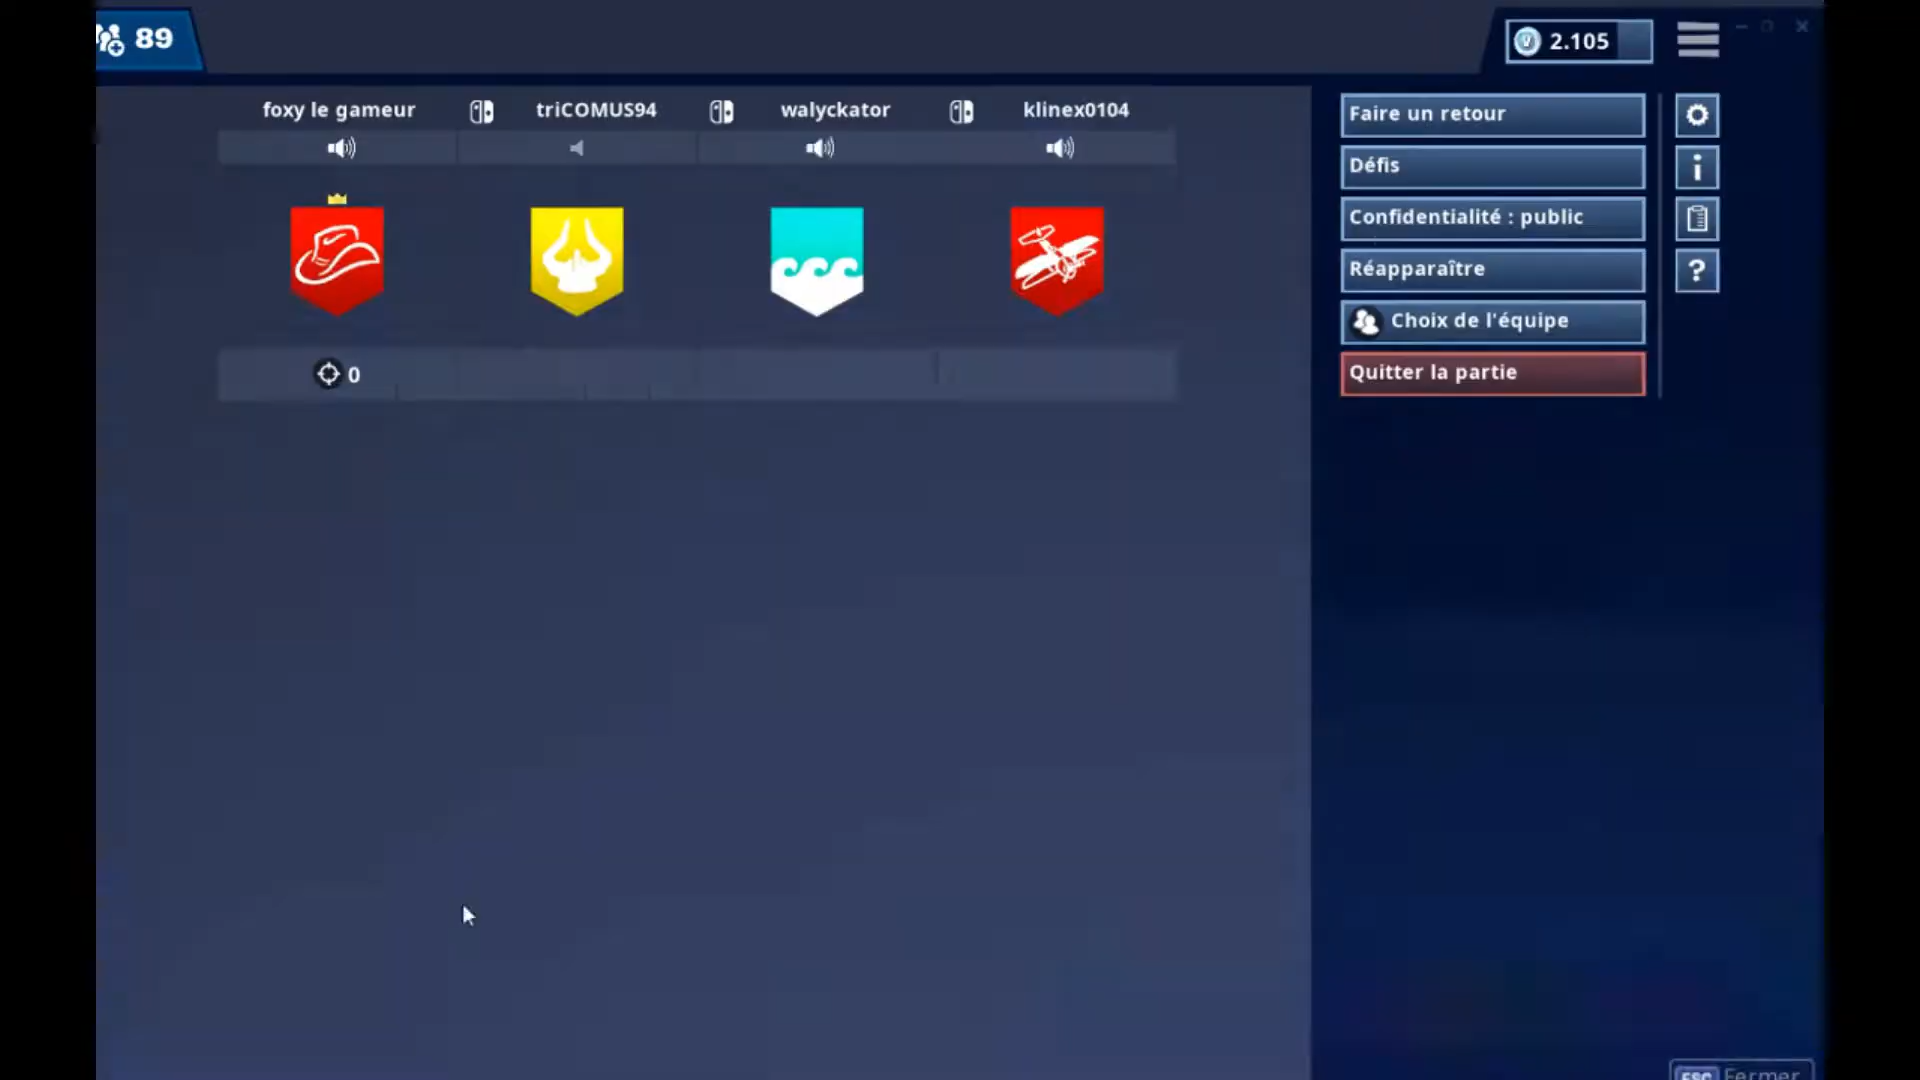 89
2.105
foxy le gameur
triCOMUS94
walyckator
klinex0104
0
Faire un retour
Défis
Confidentialité : public
Réapparaître
Choix de l'équipe
Quitter la partie
i
?
ESC Fermer